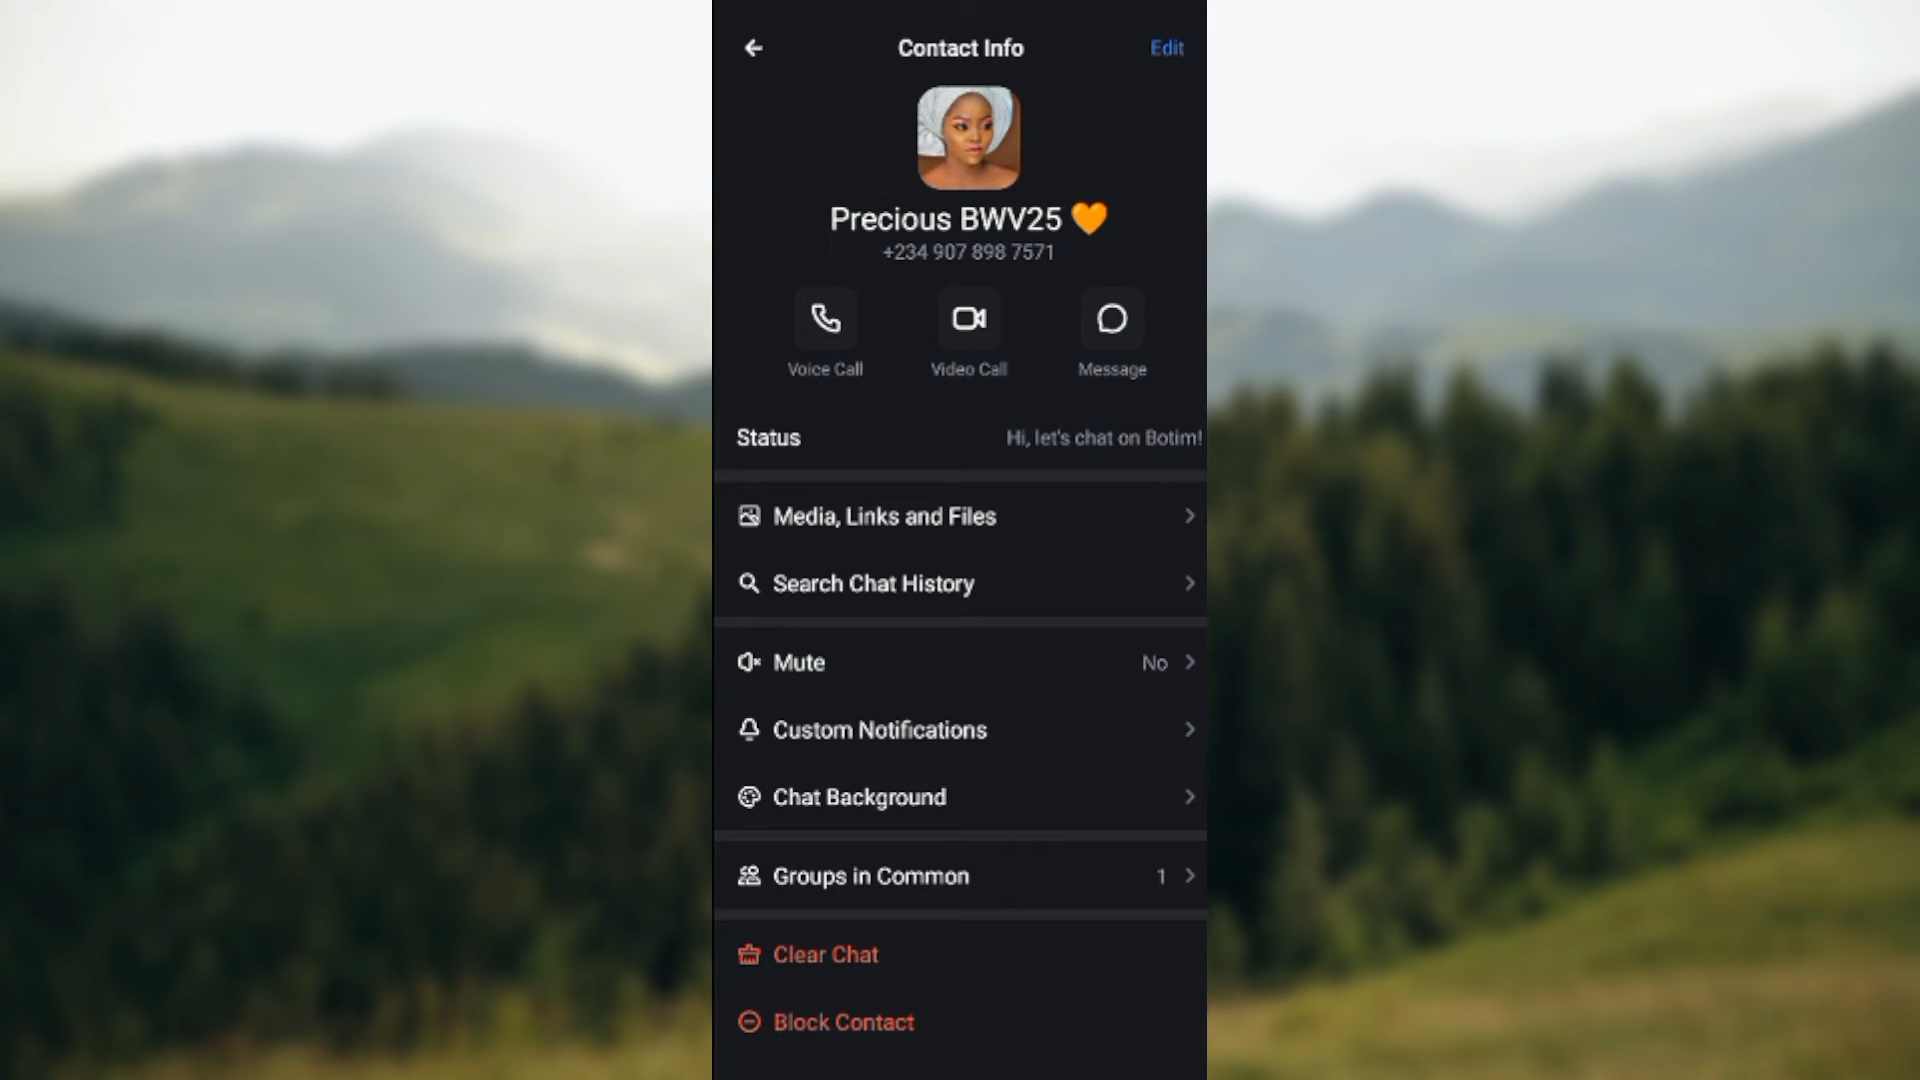 Contact Info
Edit
Precious BWV25 🧡
+234 907 898 7571
Voice Call
Video Call
Message
Status
Hi, let's chat on Botim!
Media, Links and Files
Search Chat History
Mute
No
Custom Notifications
Chat Background
Groups in Common
1
Clear Chat
Block Contact